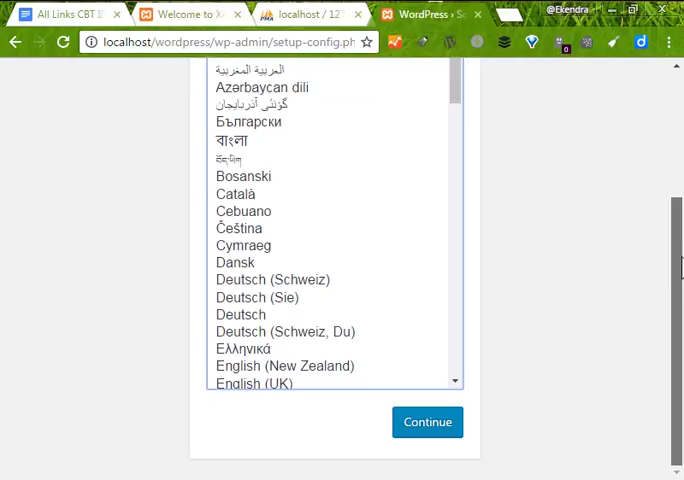 All Links CBT B
Welcome to X
localhost / 127
WordPress › Se
@Ekendra
localhost/wordpress/wp-admin/setup-config.ph
0
العربية المغربية
Azərbaycan dili
گؤنئی آذربایجان
Български
বাংলা
བོད་ཡིག
Bosanski
Català
Cebuano
Čeština
Cymraeg
Dansk
Deutsch (Schweiz)
Deutsch (Sie)
Deutsch
Deutsch (Schweiz, Du)
Ελληνικά
English (New Zealand)
English (UK)
Continue